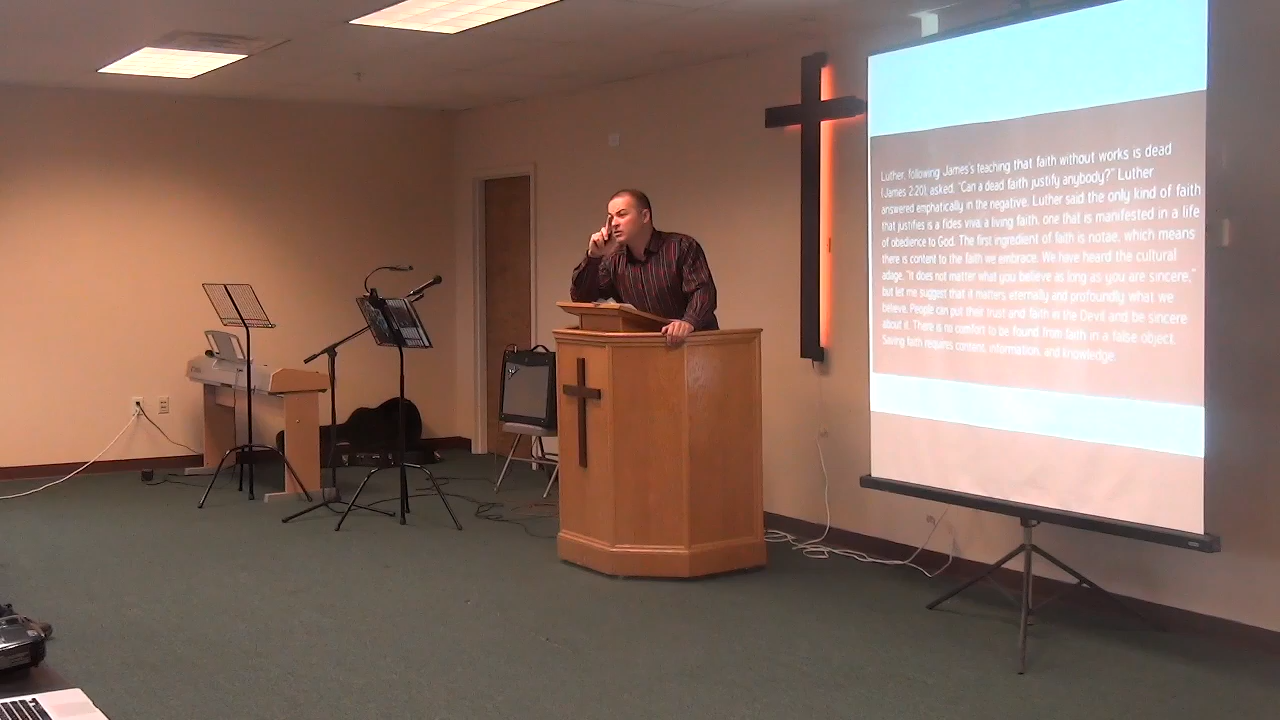 Luther, following James's teaching that faith without works is dead
(James 2:20), asked, "Can a dead faith justify anybody?" Luther
answered emphatically in the negative. Luther said the only kind of faith
that justifies is a fides viva, a living faith, one that is manifested in a life
of obedience to God. The first ingredient of faith is notae, which means
there is content to the faith we embrace. We have heard the cultural
adage, "It does not matter what you believe as long as you are sincere,"
but let me suggest that it matters eternally and profoundly what we
believe. People can put their trust and faith in the Devil and be sincere
about it. There is no comfort to be found from faith in a false object.
Saving faith requires content, information, and knowledge.